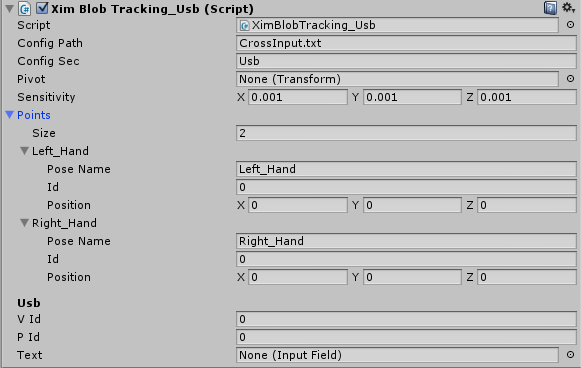 Xim Blob Tracking_Usb (Script)
Script XimBlobTracking_Usb
Config Path CrossInput.txt
Config Sec Usb
Pivot None (Transform)
Sensitivity X 0.001 Y 0.001 Z 0.001
Points
Size 2
Left_Hand
Pose Name Left_Hand
Id 0
Position X 0 Y 0 Z 0
Right_Hand
Pose Name Right_Hand
Id 0
Position X 0 Y 0 Z 0
Usb
V Id 0
P Id 0
Text None (Input Field)